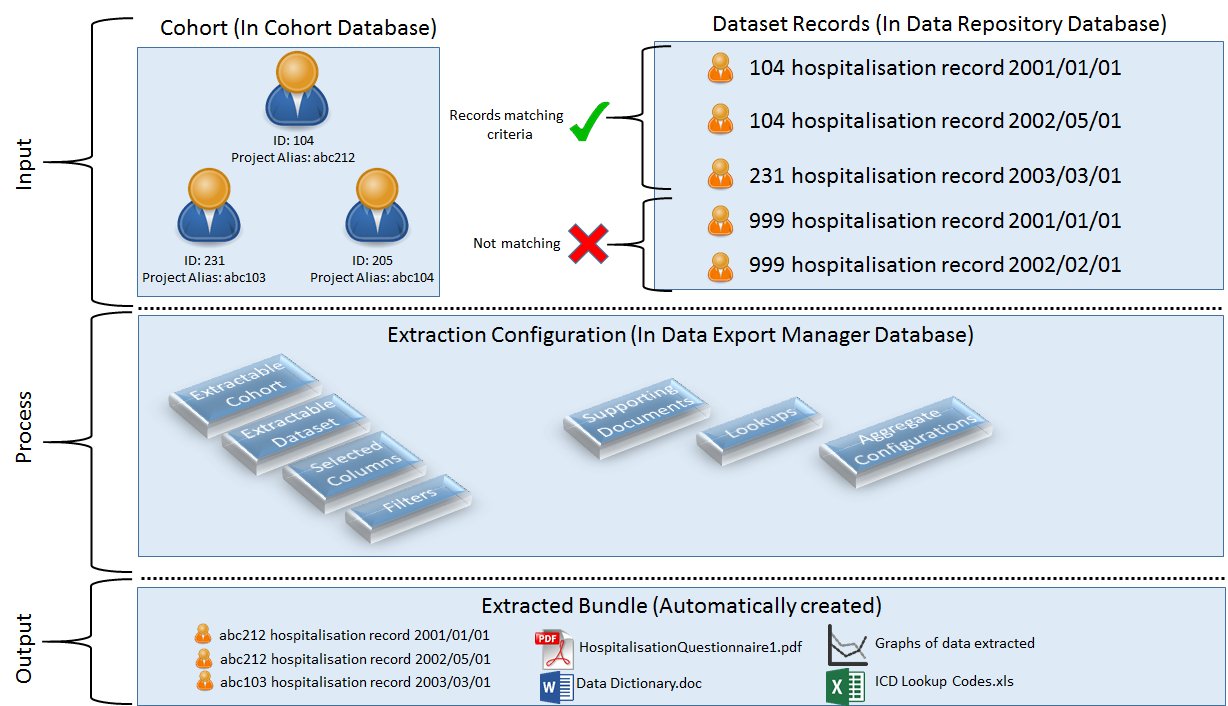 Cohort (In Cohort Database)
Dataset Records (In Data Repository Database)
Input
ID: 104
Project Alias: abc212
ID: 231
Project Alias: abc103
ID: 205
Project Alias: abc104
Records matching
criteria
Not matching
104 hospitalisation record 2001/01/01
104 hospitalisation record 2002/05/01
231 hospitalisation record 2003/03/01
999 hospitalisation record 2001/01/01
999 hospitalisation record 2002/02/01
Process
Extraction Configuration (In Data Export Manager Database)
Extractable
Cohort
Extractable
Dataset
Selected
Columns
Filters
Supporting
Documents
Lookups
Aggregate
Configurations
Output
Extracted Bundle (Automatically created)
abc212 hospitalisation record 2001/01/01
abc212 hospitalisation record 2002/05/01
abc103 hospitalisation record 2003/03/01
PDF
HospitalisationQuestionnaire1.pdf
W
Data Dictionary.doc
Graphs of data extracted
X
ICD Lookup Codes.xls